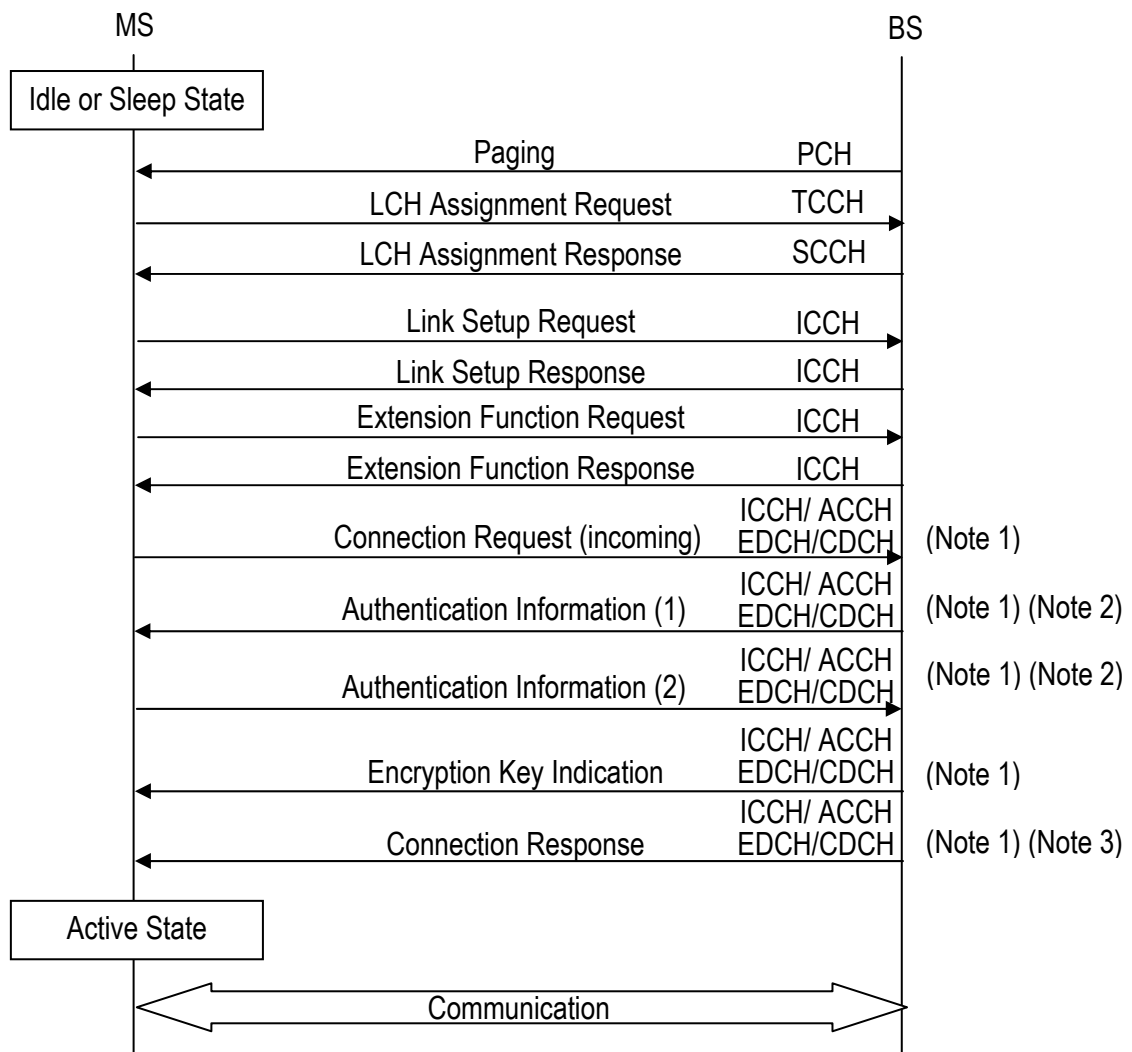 MS
BS
Idle or Sleep State
Paging PCH
LCH Assignment Request TCCH
LCH Assignment Response SCCH
Link Setup Request ICCH
Link Setup Response ICCH
Extension Function Request ICCH
Extension Function Response ICCH
ICCH/ ACCH
Connection Request (incoming) EDCH/CDCH (Note 1)
ICCH/ ACCH
Authentication Information (1) EDCH/CDCH (Note 1) (Note 2)
ICCH/ ACCH
Authentication Information (2) EDCH/CDCH (Note 1) (Note 2)
ICCH/ ACCH
Encryption Key Indication EDCH/CDCH (Note 1)
ICCH/ ACCH
Connection Response EDCH/CDCH (Note 1) (Note 3)
Active State
Communication